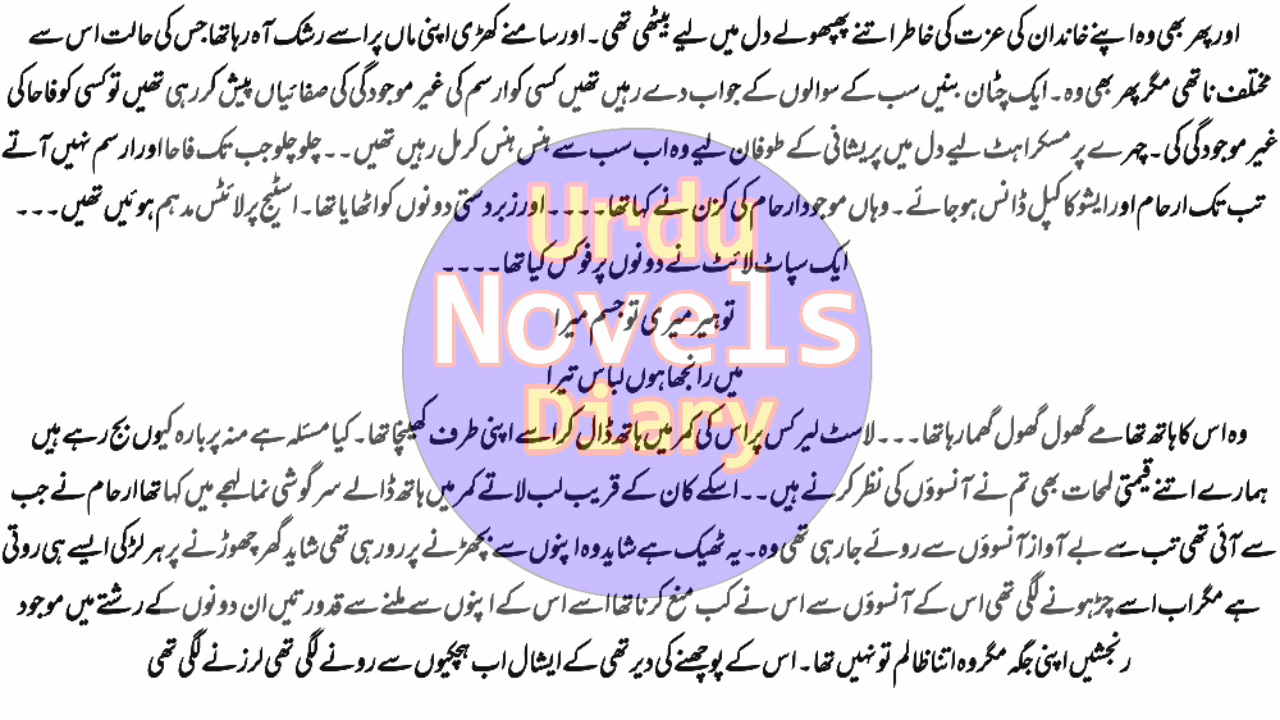 اور پھر بھی وہ اپنے خاندان کی عزت کی خاطر اتنے پھپھولے دل میں لیے بیٹھی تھی۔ اور سامنے کھڑی اپنی ماں پر اسے رشک آہ رہا تھا جس کی حالت اس سے
مختلف نا تھی مگر پھر بھی وہ۔ ایک چٹان بنیں سب کے سوالوں کے جواب دے رہیں تھیں کسی کو ارسم کی غیر موجودگی کی صفائیاں پیش کر رہی تھیں تو کسی کو فاحا کی
غیر موجودگی کی۔ چہرے پر مسکراہٹ لیے دل میں پریشانی کے طوفان لیے وہ اب سب سے ہنس ہنس کر مل رہیں تھیں۔۔ چلو چلو جب تک فاحا اور ارسم نہیں آتے
تب تک ارحام اور ایشو کا کپل ڈانس ہو جائے۔ وہاں موجود ارحام کی کزن نے کہا تھا۔۔۔۔ اور زبردستی دونوں کو اٹھایا تھا۔ اسٹیج پر لائٹس مدہم ہوئیں تھیں۔۔۔
ایک سپاٹ لائٹ نے دونوں پر فوکس کیا تھا۔۔۔۔
تو ہیر میری تو جسم میرا
میں رانجھا ہوں لباس تیرا
وہ اس کا ہاتھ تھامے گھول گھول گھما رہا تھا۔۔۔ لاسٹ لیرکس پر اس کی کمر میں ہاتھ ڈال کر اسے اپنی طرف کھینچا تھا۔ کیا مسئلہ ہے منہ پر بارہ کیوں بج رہے ہیں
ہمارے اتنے قیمتی لمحات بھی تم نے آنسوؤں کی نظر کرنے ہیں۔۔ اسکے کان کے قریب لب لاتے کمر میں ہاتھ ڈالے سرگوشی نما لہجے میں کہا تھا ارحام نے جب
سے آئی تھی تب سے بے آواز آنسوؤں سے روئے جا رہی تھی وہ۔ یہ ٹھیک ہے شاید وہ اپنوں سے بچھڑنے پر رو رہی تھی شاید گھر چھوڑنے پر ہر لڑکی ایسے ہی روتی
ہے مگر اب اسے چڑ ہونے لگی تھی اس کے آنسوؤں سے اس نے کب منع کرنا تھا اسے اس کے اپنوں سے ملنے سے قدورتیں ان دونوں کے رشتے میں موجود
رنجشیں اپنی جگہ مگر وہ اتنا ظالم تو نہیں تھا۔ اس کے پوچھنے کی دیر تھی کے ایشال اب ہچکیوں سے رونے لگی تھی لرزنے لگی تھی
Urdu
Novels
Diary